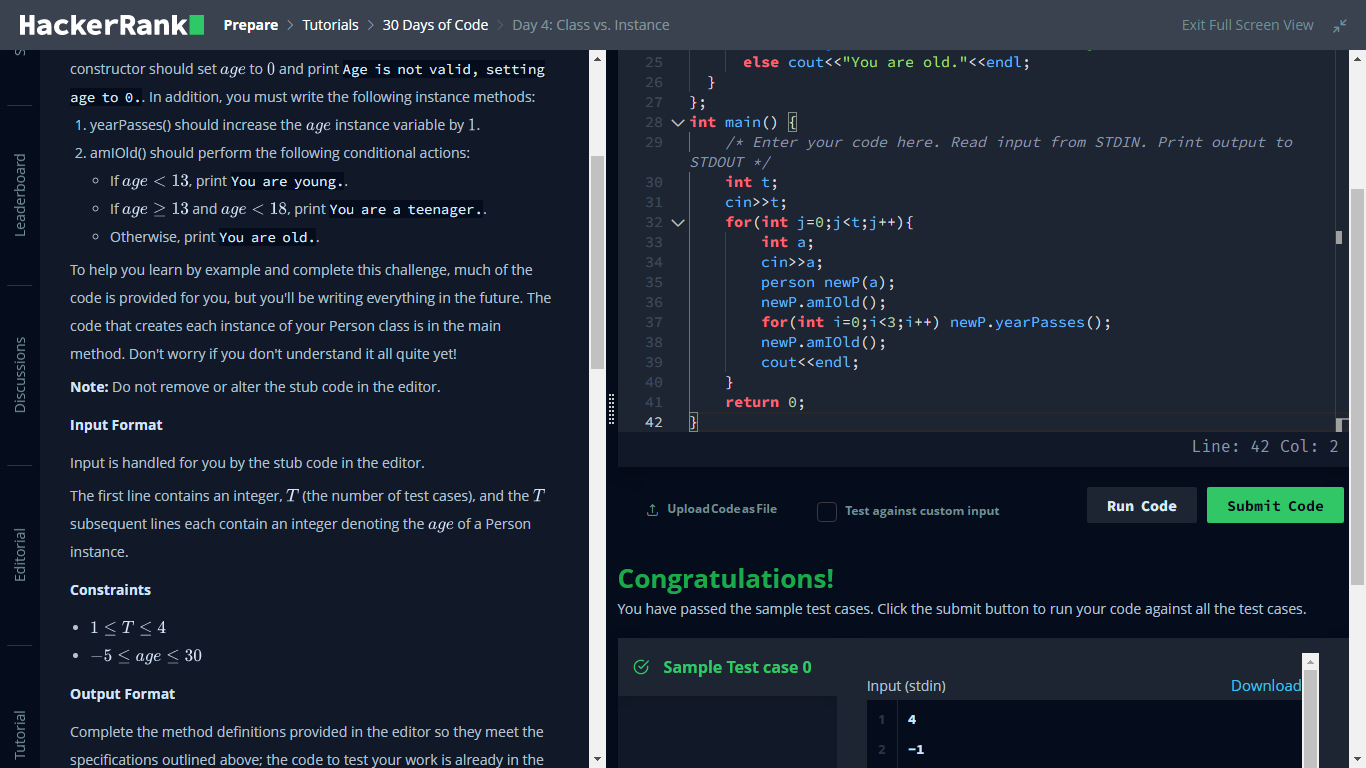 HackerRank
Prepare > Tutorials > 30 Days of Code > Day 4: Class vs. Instance
Exit Full Screen View
Leaderboard
Discussions
Editorial
Tutorial
constructor should set age to 0 and print Age is not valid, setting
age to 0.. In addition, you must write the following instance methods:
1. yearPasses() should increase the age instance variable by 1.
2. amIOld() should perform the following conditional actions:
If age < 13, print You are young..
If age ≥ 13 and age < 18, print You are a teenager..
Otherwise, print You are old..
To help you learn by example and complete this challenge, much of the
code is provided for you, but you'll be writing everything in the future. The
code that creates each instance of your Person class is in the main
method. Don't worry if you don't understand it all quite yet!
Note: Do not remove or alter the stub code in the editor.
Input Format
Input is handled for you by the stub code in the editor.
The first line contains an integer, T (the number of test cases), and the T
subsequent lines each contain an integer denoting the age of a Person
instance.
Constraints
1 ≤ T ≤ 4
−5 ≤ age ≤ 30
Output Format
Complete the method definitions provided in the editor so they meet the
specifications outlined above; the code to test your work is already in the
25 else cout<<"You are old."<<endl;
26 }
27 };
28 int main() {
29 /* Enter your code here. Read input from STDIN. Print output to
STDOUT */
30 int t;
31 cin>>t;
32 for(int j=0;j<t;j++){
33 int a;
34 cin>>a;
35 person newP(a);
36 newP.amIOld();
37 for(int i=0;i<3;i++) newP.yearPasses();
38 newP.amIOld();
39 cout<<endl;
40 }
41 return 0;
42 }
Line: 42 Col: 2
Upload Code as File
Test against custom input
Run Code
Submit Code
Congratulations!
You have passed the sample test cases. Click the submit button to run your code against all the test cases.
Sample Test case 0
Input (stdin)
Download
1 4
2 -1